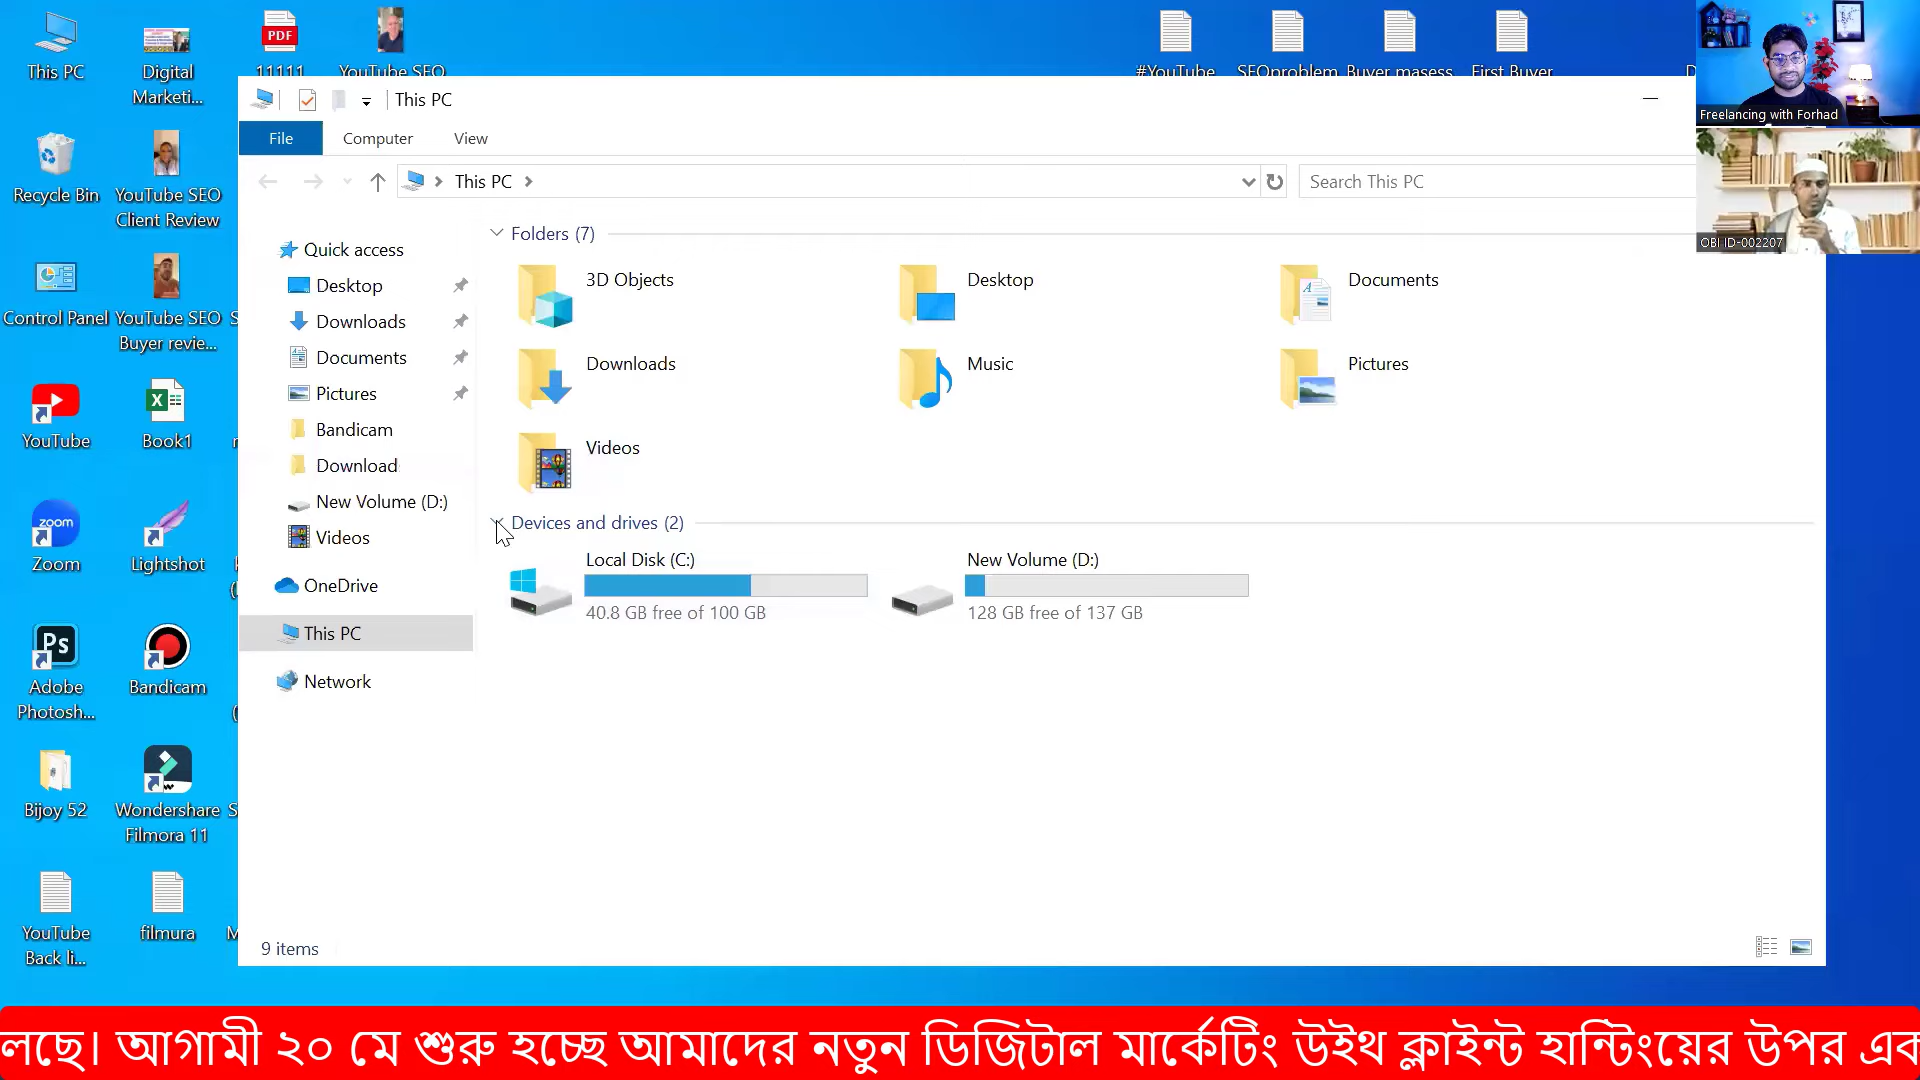 This PC
Digital
Marketi...
PDF
11111
YouTube SEO
#YouTube
SEOproblem
Buyer masess
First Buyer
Freelancing with Forhad
OBI ID-002207
Recycle Bin
YouTube SEO
Client Review
Control Panel
YouTube SEO
Buyer revie...
YouTube
Book1
zoom
Zoom
Lightshot
Ps
Adobe
Photosh...
Bandicam
Bijoy 52
Wondershare
Filmora 11
YouTube
Back li...
filmura
This PC
File
Computer
View
This PC
Search This PC
Quick access
Desktop
Downloads
Documents
Pictures
Bandicam
Download
New Volume (D:)
Videos
OneDrive
This PC
Network
Folders (7)
3D Objects
Desktop
Documents
Downloads
Music
Pictures
Videos
Devices and drives (2)
Local Disk (C:)
40.8 GB free of 100 GB
New Volume (D:)
128 GB free of 137 GB
9 items
লছে। আগামী ২০ মে শুরু হচ্ছে আমাদের নতুন ডিজিটাল মার্কেটিং উইথ ক্লাইন্ট হান্টিংয়ের উপর এক